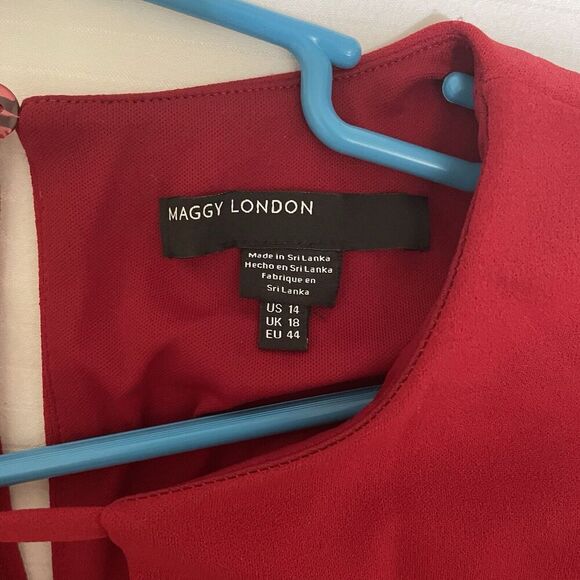 MAGGY LONDON
Made in Sri Lanka
Hecho en Sri Lanka
Fabrique en
Sri Lanka
US 14
UK 18
EU 44